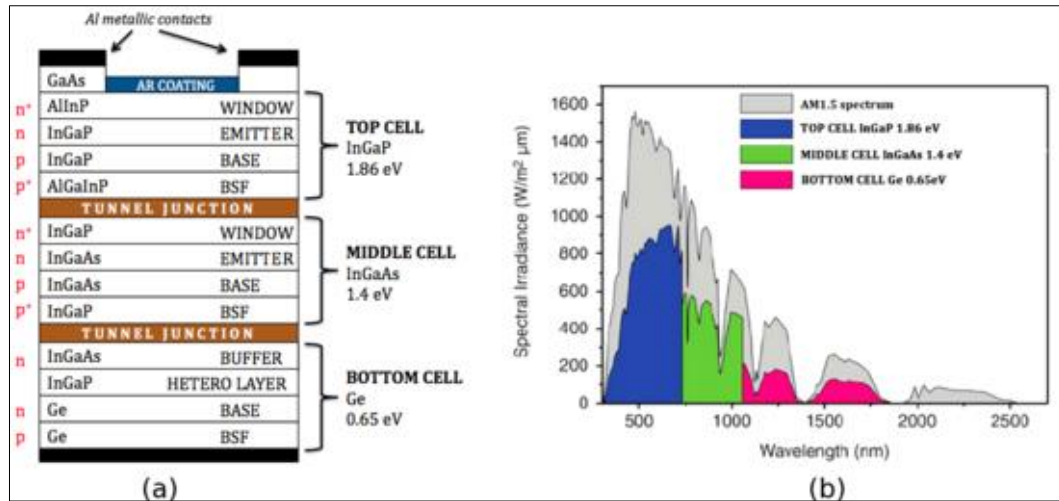 Al metallic contacts
GaAs
AR COATING
n⁺ AlInP WINDOW
n InGaP EMITTER
p InGaP BASE
p⁺ AlGaInP BSF
TOP CELL
InGaP
1.86 eV
TUNNEL JUNCTION
n⁺ InGaP WINDOW
n InGaAs EMITTER
p InGaAs BASE
p⁺ InGaP BSF
MIDDLE CELL
InGaAs
1.4 eV
TUNNEL JUNCTION
n InGaAs BUFFER
InGaP HETERO LAYER
n Ge BASE
p Ge BSF
BOTTOM CELL
Ge
0.65 eV
(a)
Spectral Irradiance (W/m² µm)
1600
1400
1200
1000
800
600
400
200
0
AM1.5 spectrum
TOP CELL InGaP 1.86 eV
MIDDLE CELL InGaAs 1.4 eV
BOTTOM CELL Ge 0.65eV
500 1000 1500 2000 2500
Wavelength (nm)
(b)